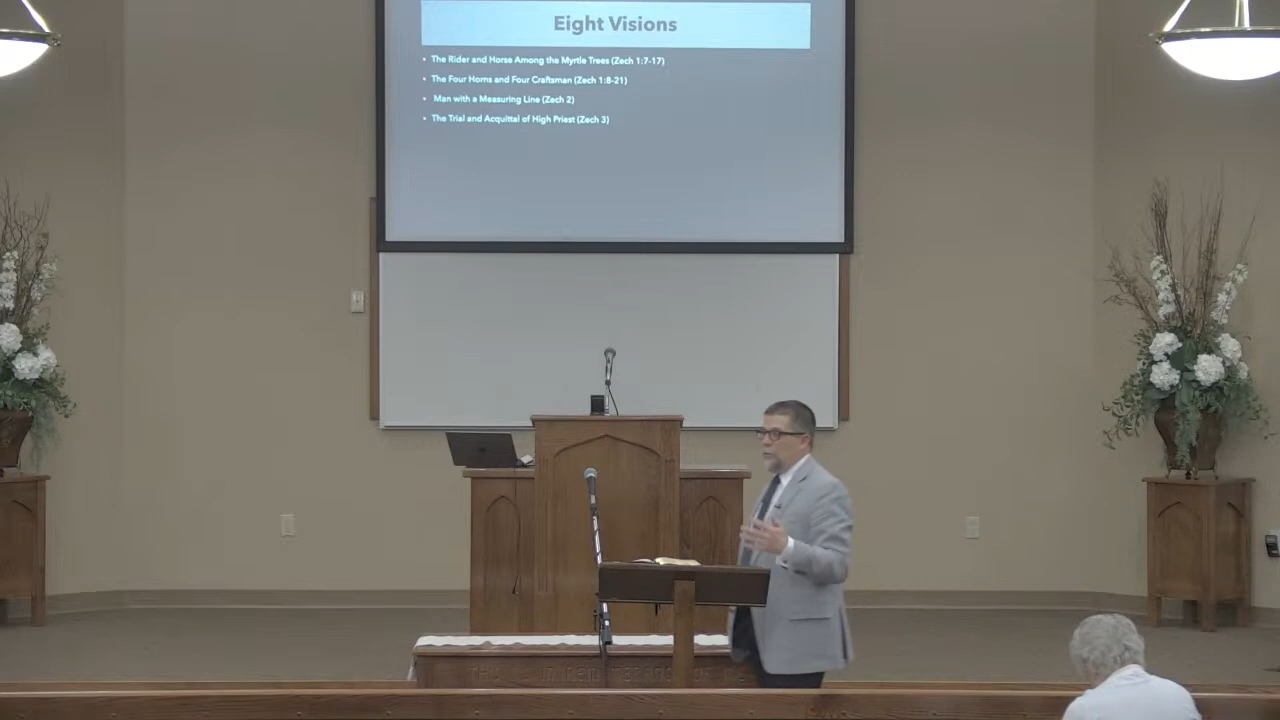 Eight Visions
• The Rider and Horse Among the Myrtle Trees (Zech 1:7-17)
• The Four Horns and Four Craftsman (Zech 1:8-21)
• Man with a Measuring Line (Zech 2)
• The Trial and Acquittal of High Priest (Zech 3)